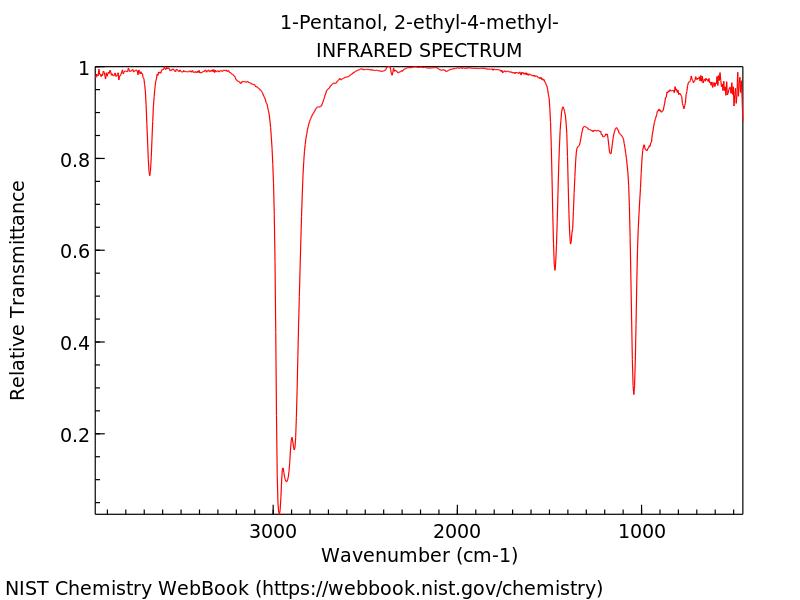 1-Pentanol, 2-ethyl-4-methyl-
INFRARED SPECTRUM
1
0.8
0.6
0.4
0.2
Relative Transmittance
3000 2000 1000
Wavenumber (cm-1)
NIST Chemistry WebBook (https://webbook.nist.gov/chemistry)